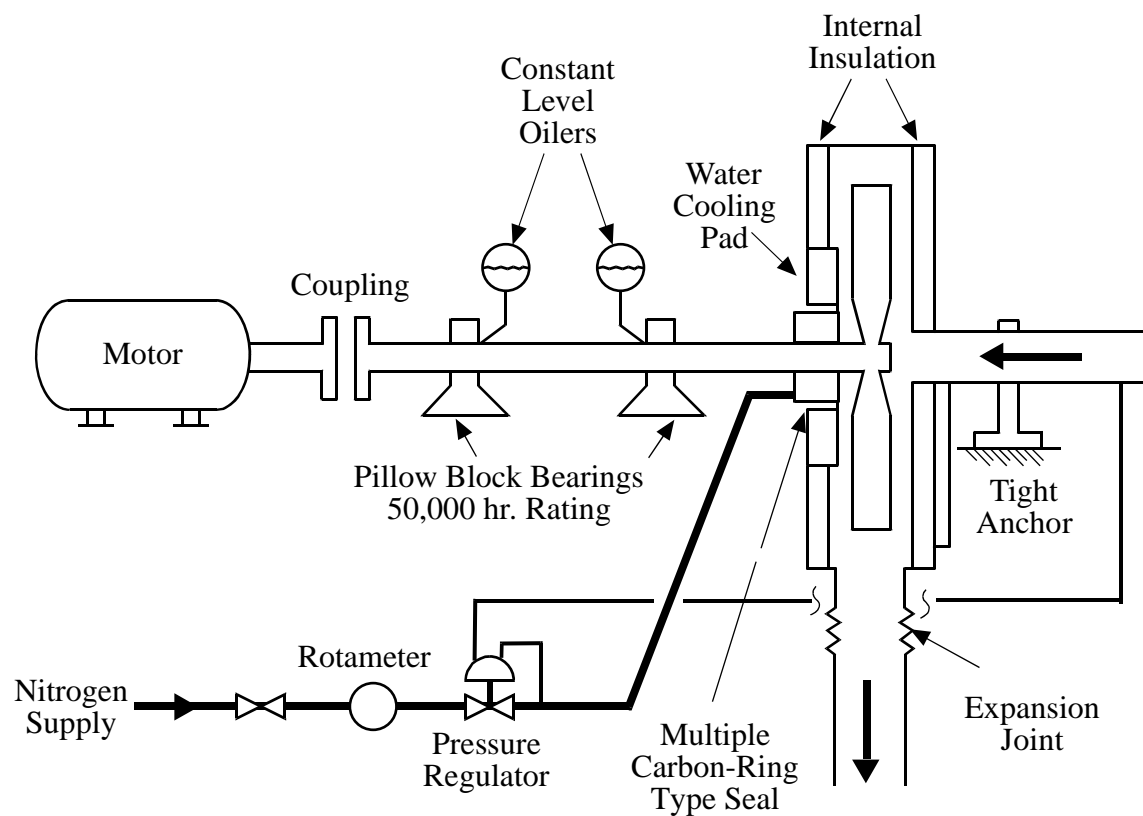 Internal
Insulation
Constant
Level
Oilers
Water
Cooling
Pad
Coupling
Motor
Pillow Block Bearings
50,000 hr. Rating
Tight
Anchor
Rotameter
Nitrogen
Supply
Pressure
Regulator
Multiple
Carbon-Ring
Type Seal
Expansion
Joint